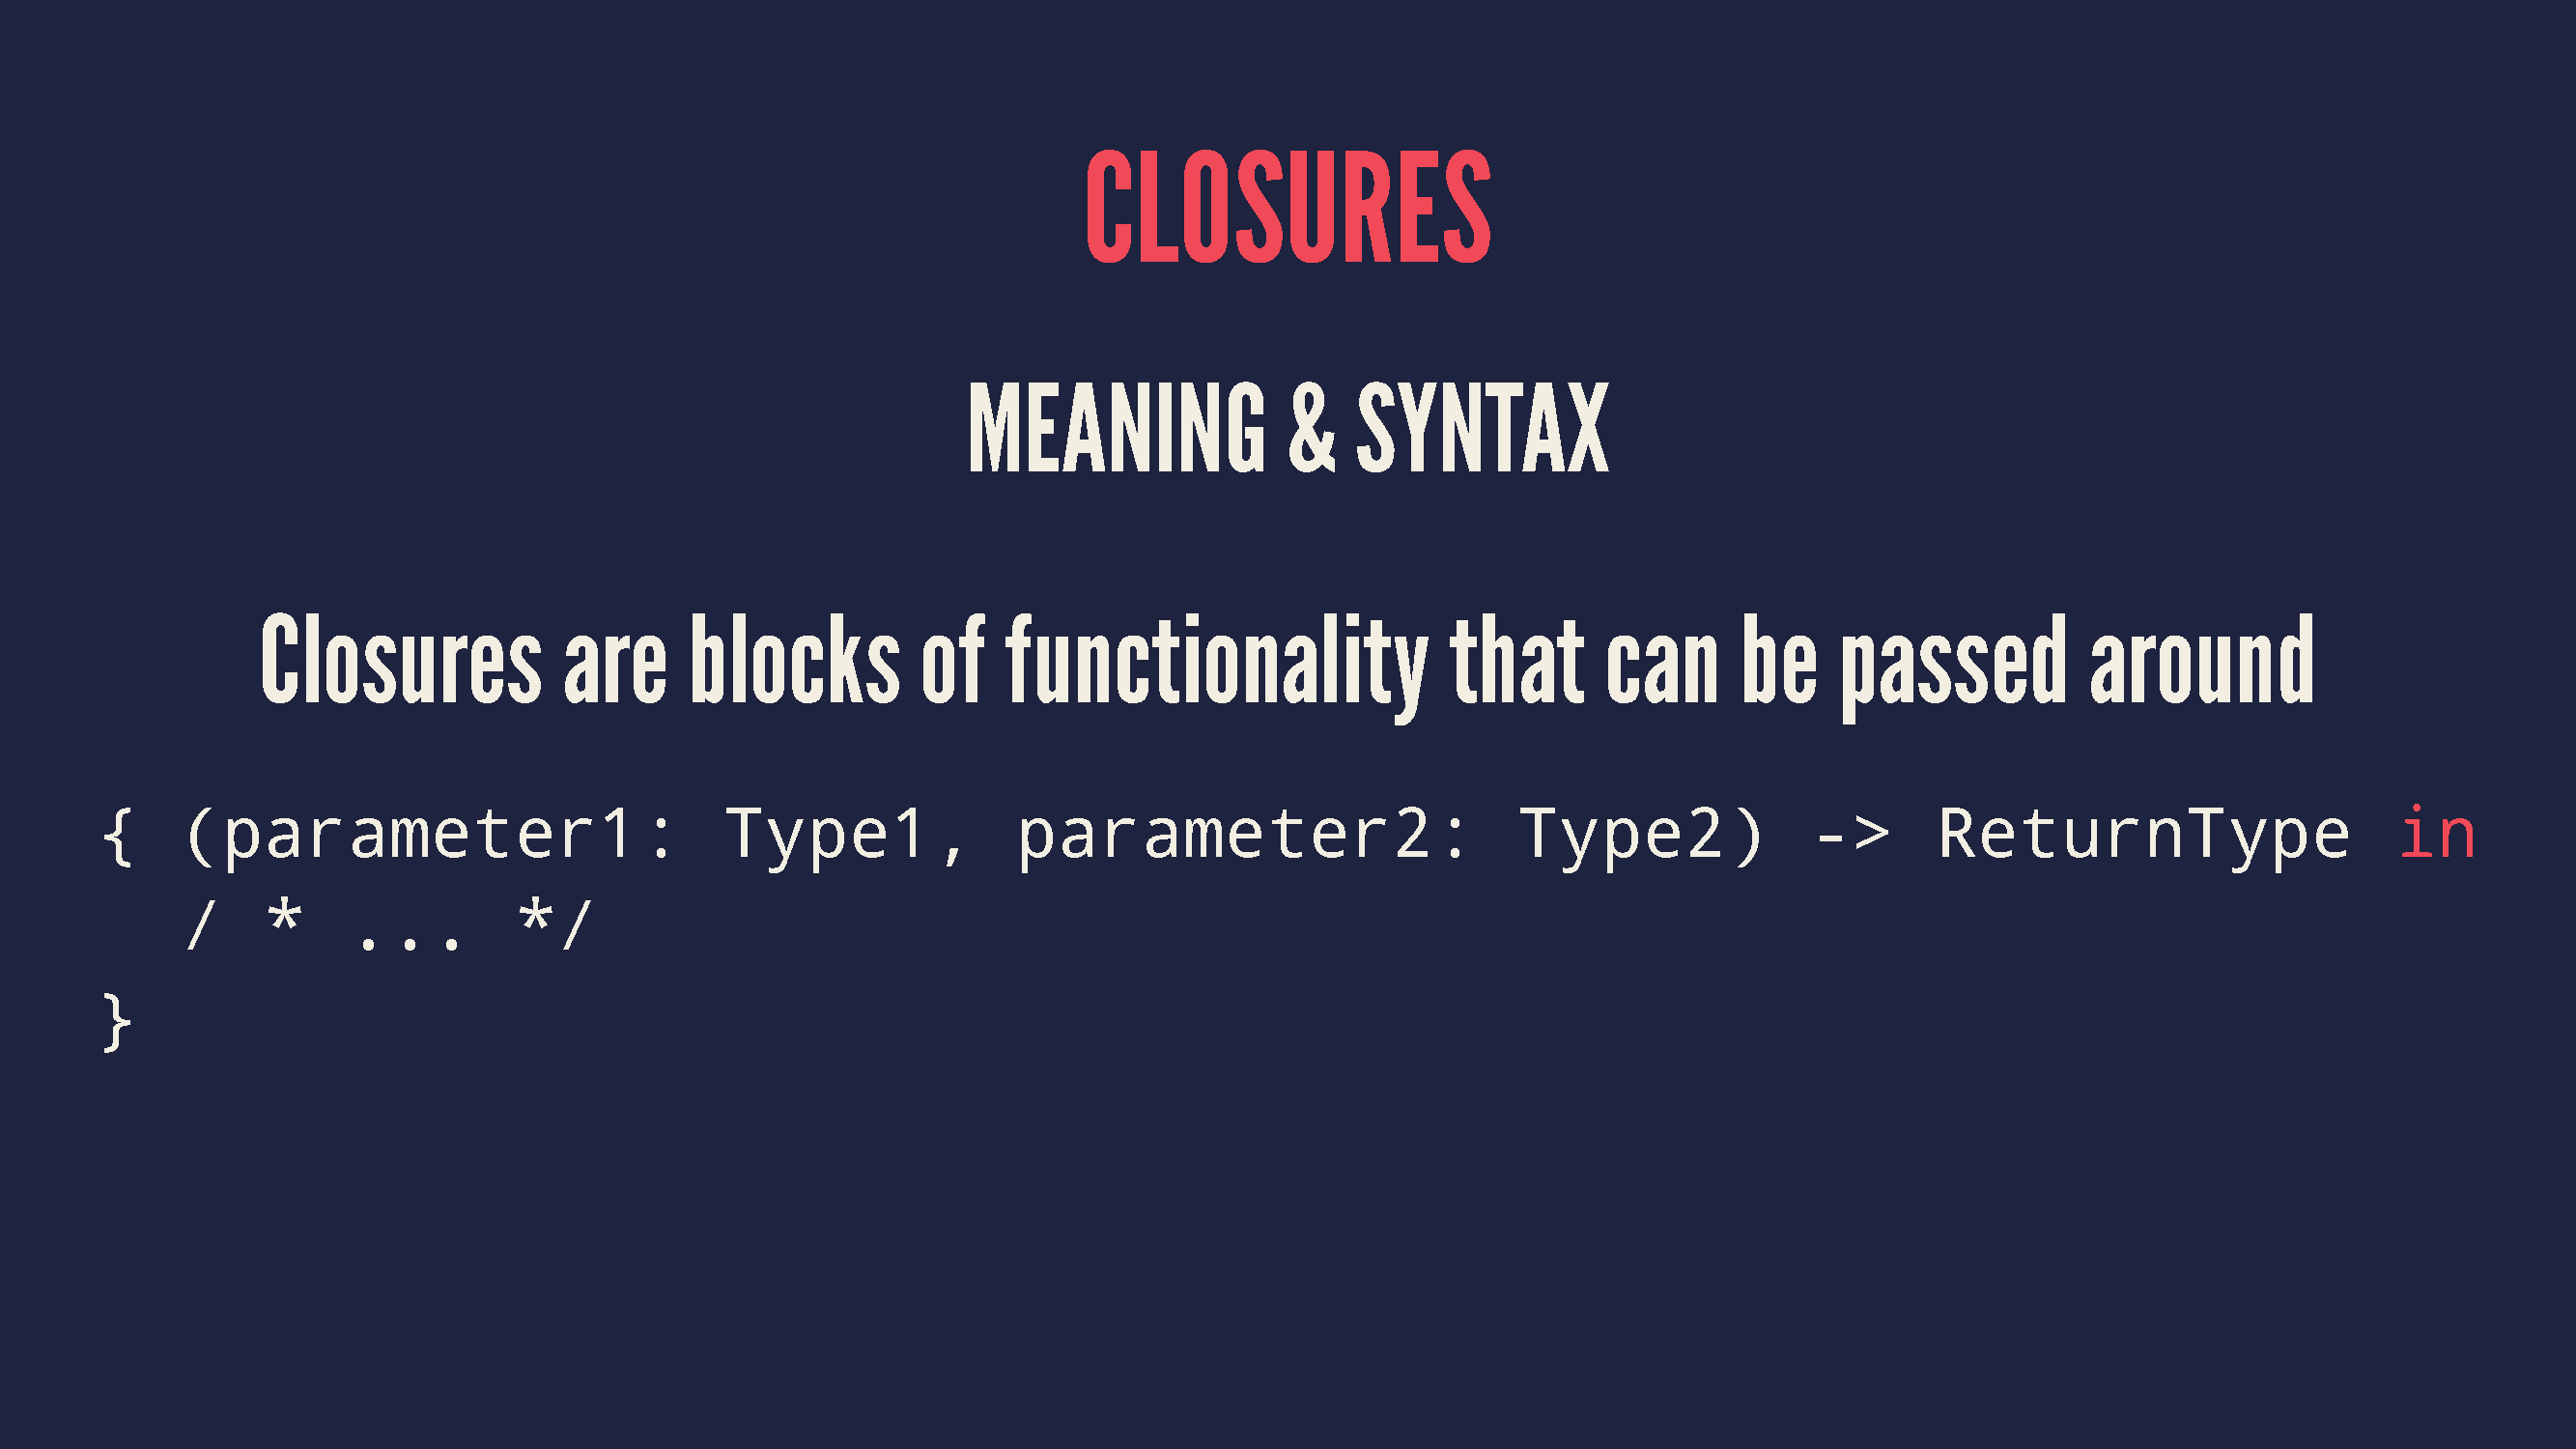 CLOSURES
MEANING & SYNTAX
Closures are blocks of functionality that can be passed around
{ (parameter1: Type1, parameter2: Type2) -> ReturnType in
  / * ... */
}